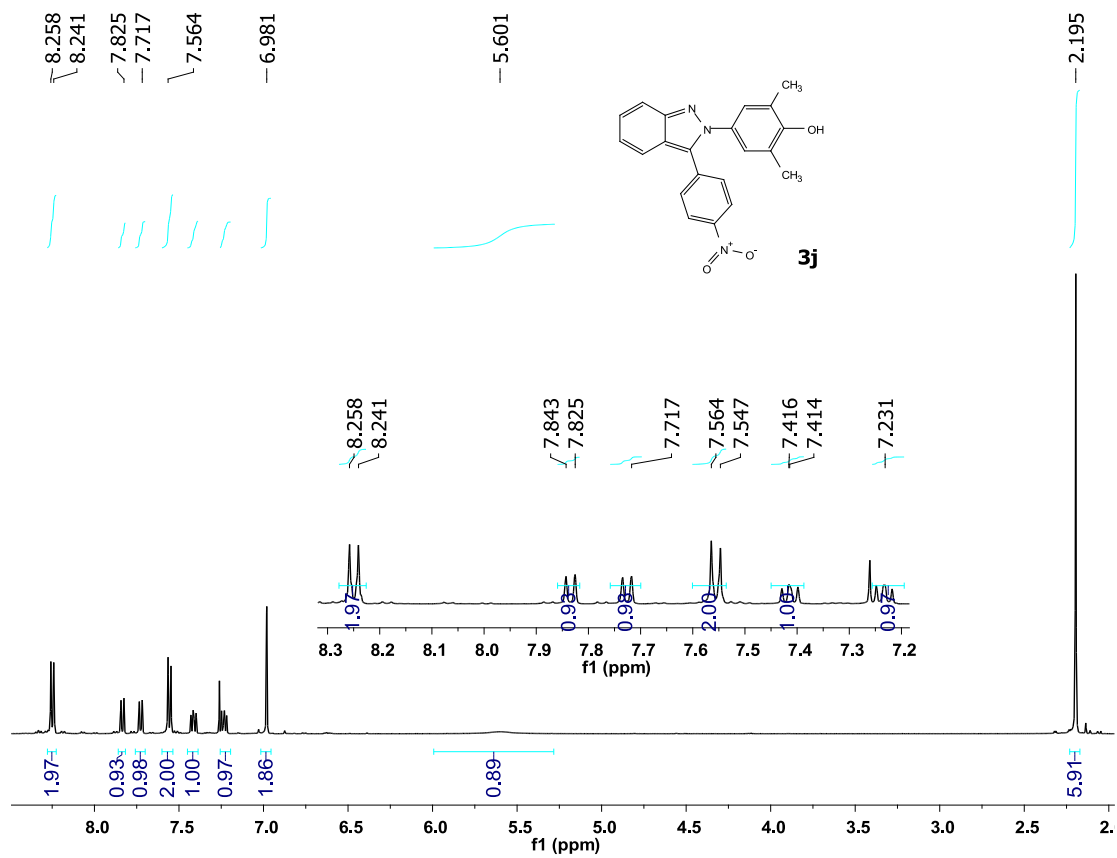 8.258
8.241
7.825
7.717
7.564
6.981
5.601
2.195
CH3
N
N
OH
CH3
N+
O-
O
3j
8.258
8.241
7.843
7.825
7.717
7.564
7.547
7.416
7.414
7.231
1.97
0.93
0.98
2.00
1.00
0.97
8.3 8.2 8.1 8.0 7.9 7.8 7.7 7.6 7.5 7.4 7.3 7.2
f1 (ppm)
1.97
0.93
0.98
2.00
1.00
0.97
1.86
0.89
5.91
8.0 7.5 7.0 6.5 6.0 5.5 5.0 4.5 4.0 3.5 3.0 2.5 2.0
f1 (ppm)